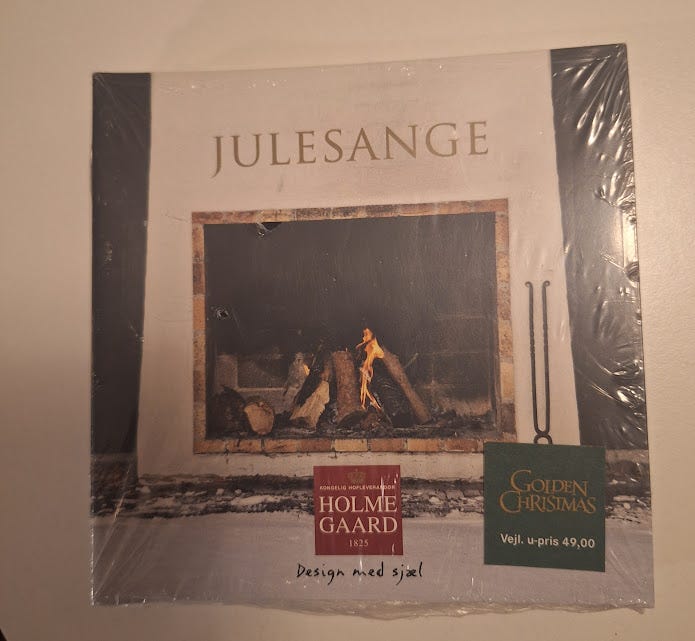 JULESANGE
KONGELIG HOFLEVERANDØR
HOLME
GAARD
1825
Design med sjæl
GOLDEN
CHRISTMAS
Vejl. u-pris 49,00